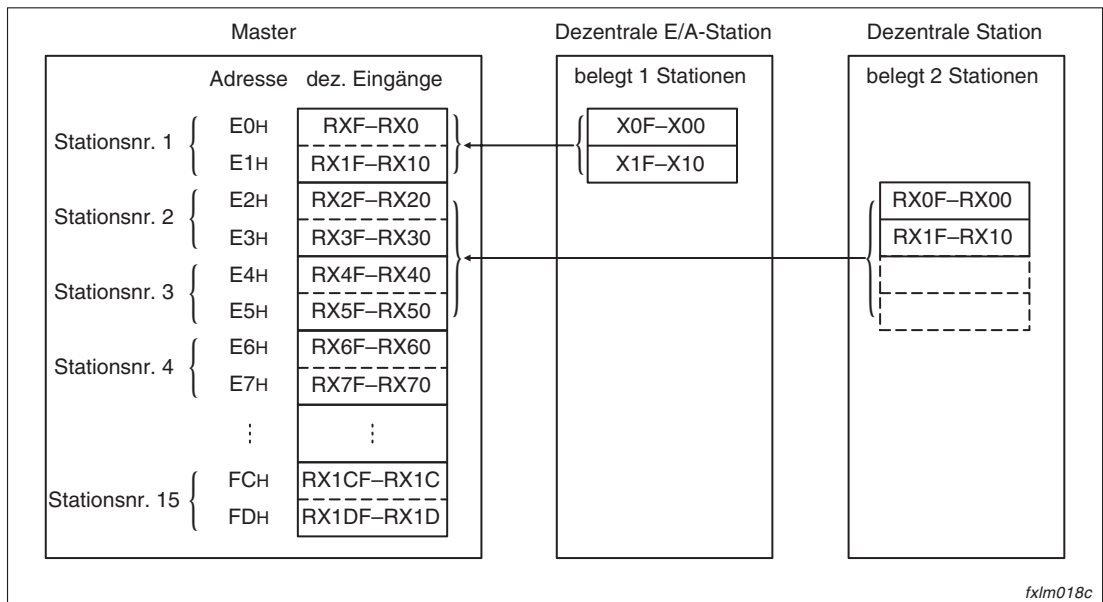 Master
Dezentrale E/A-Station
Dezentrale Station
Adresse dez. Eingänge
belegt 1 Stationen
belegt 2 Stationen
Stationsnr. 1
E0H RXF–RX0
E1H RX1F–RX10
X0F–X00
X1F–X10
Stationsnr. 2
E2H RX2F–RX20
E3H RX3F–RX30
RX0F–RX00
RX1F–RX10
Stationsnr. 3
E4H RX4F–RX40
E5H RX5F–RX50
Stationsnr. 4
E6H RX6F–RX60
E7H RX7F–RX70
Stationsnr. 15
FCH RX1CF–RX1C
FDH RX1DF–RX1D
fxlm018c